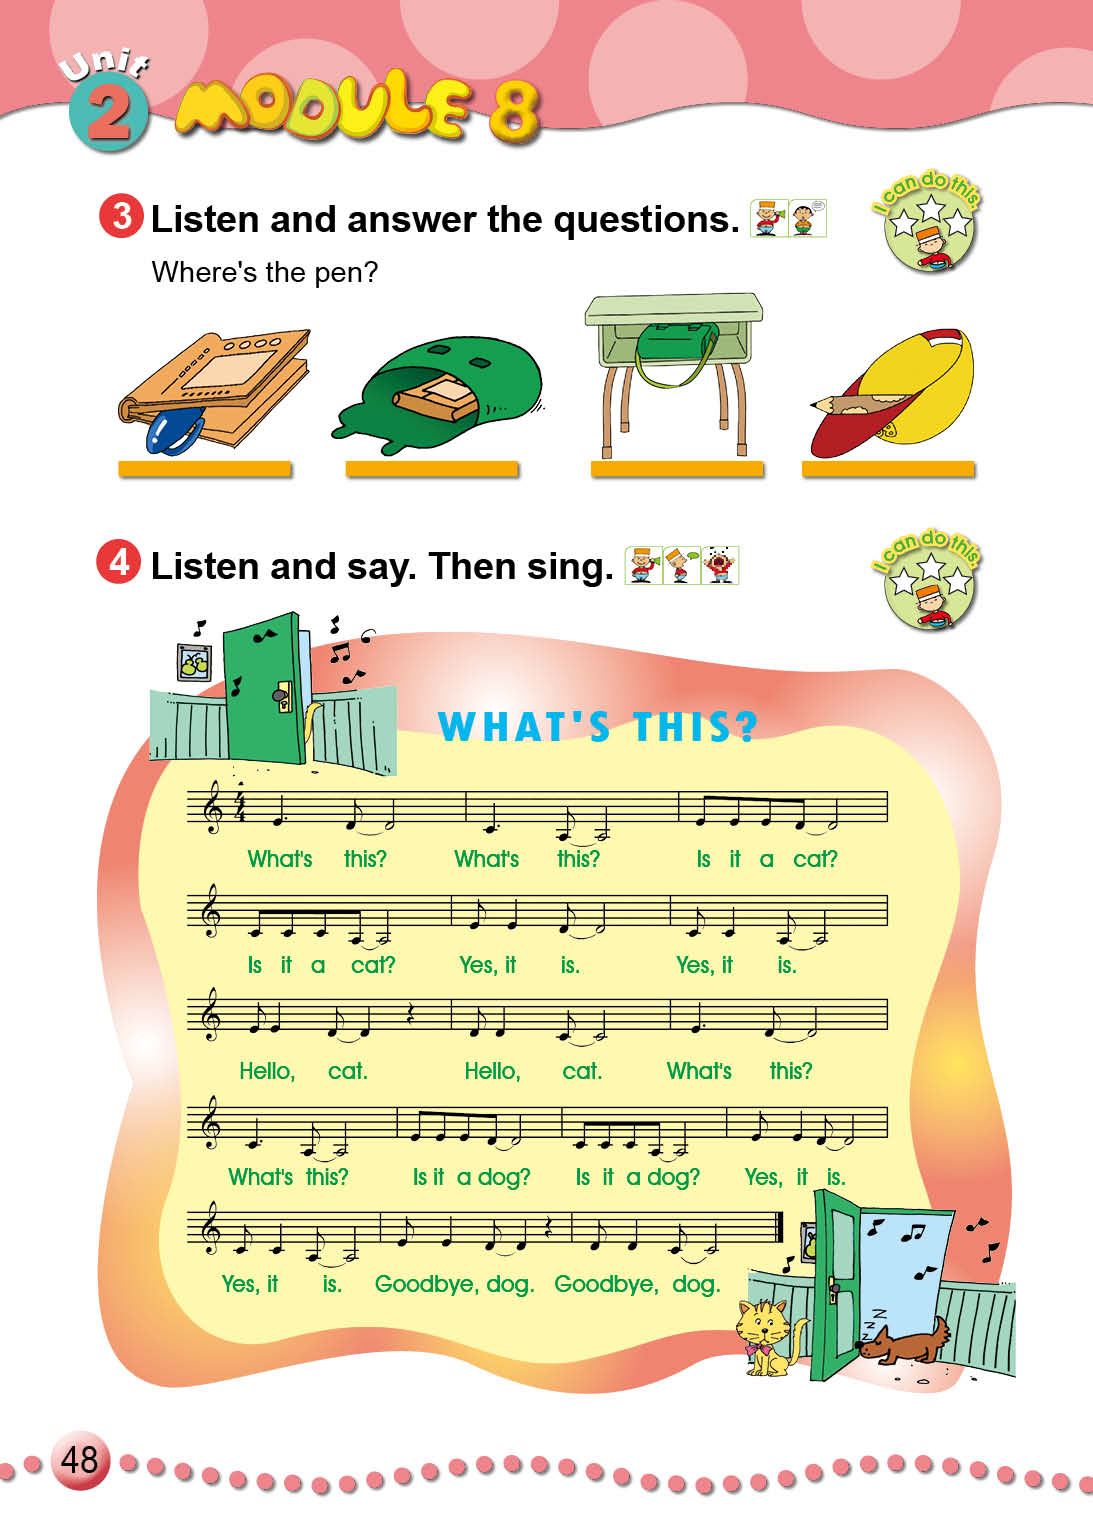 Unit
2 MODULE 8
3 Listen and answer the questions.
I can do this.
Where's the pen?
4 Listen and say. Then sing.
I can do this.
WHAT'S THIS?
4
4
What's this? What's this? Is it a cat?
Is it a cat? Yes, it is. Yes, it is.
Hello, cat. Hello, cat. What's this?
What's this? Is it a dog? Is it a dog? Yes, it is.
Yes, it is. Goodbye, dog. Goodbye, dog.
z z Z
48